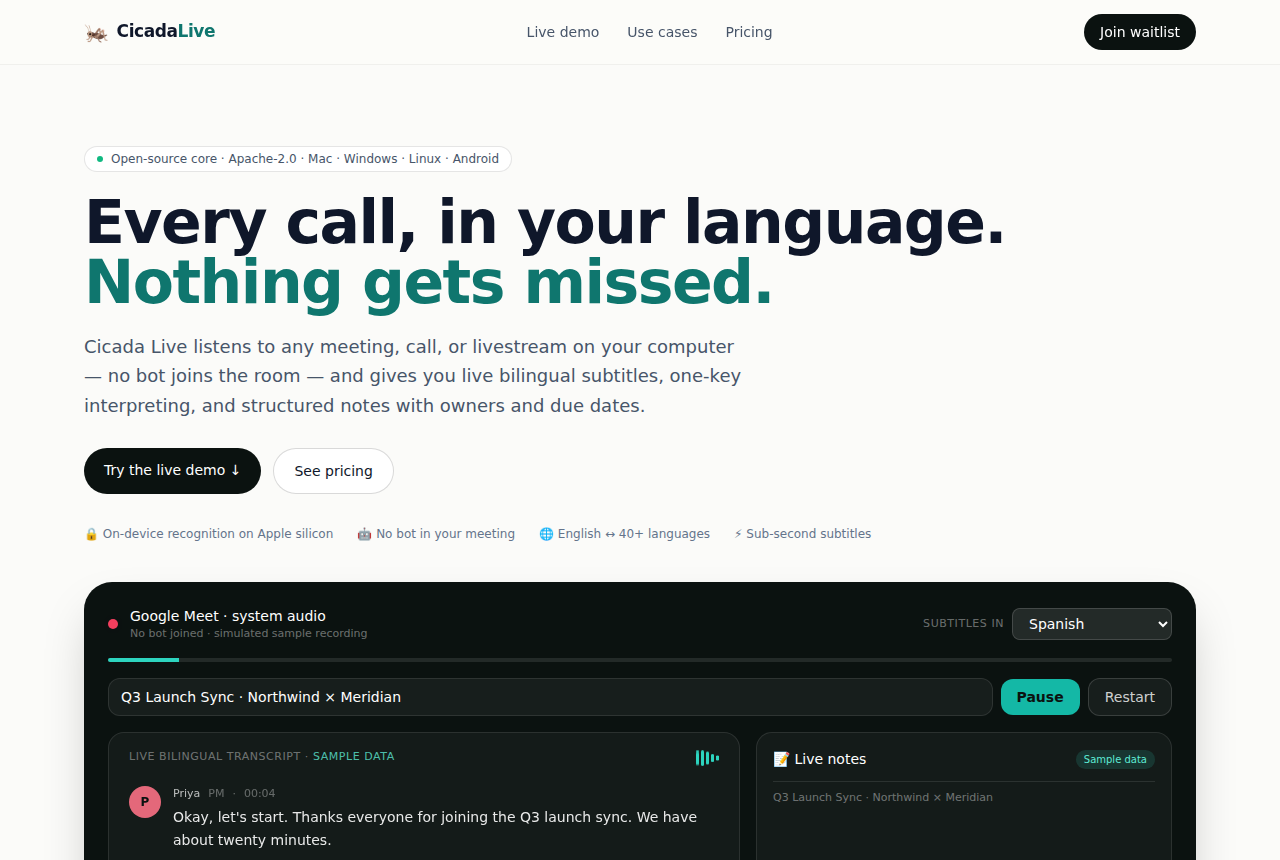 🦗 CicadaLive
Live demo
Use cases
Pricing
Join waitlist
Open-source core · Apache-2.0 · Mac · Windows · Linux · Android
Every call, in your language.
Nothing gets missed.
Cicada Live listens to any meeting, call, or livestream on your computer
— no bot joins the room — and gives you live bilingual subtitles, one-key
interpreting, and structured notes with owners and due dates.
Try the live demo ↓
See pricing
🔒 On-device recognition on Apple silicon
🤖 No bot in your meeting
🌐 English ↔ 40+ languages
⚡ Sub-second subtitles
Google Meet · system audio
No bot joined · simulated sample recording
SUBTITLES IN
Spanish
Q3 Launch Sync · Northwind × Meridian
Pause
Restart
LIVE BILINGUAL TRANSCRIPT · SAMPLE DATA
P
Priya PM · 00:04
Okay, let's start. Thanks everyone for joining the Q3 launch sync. We have
about twenty minutes.
📝 Live notes
Sample data
Q3 Launch Sync · Northwind × Meridian